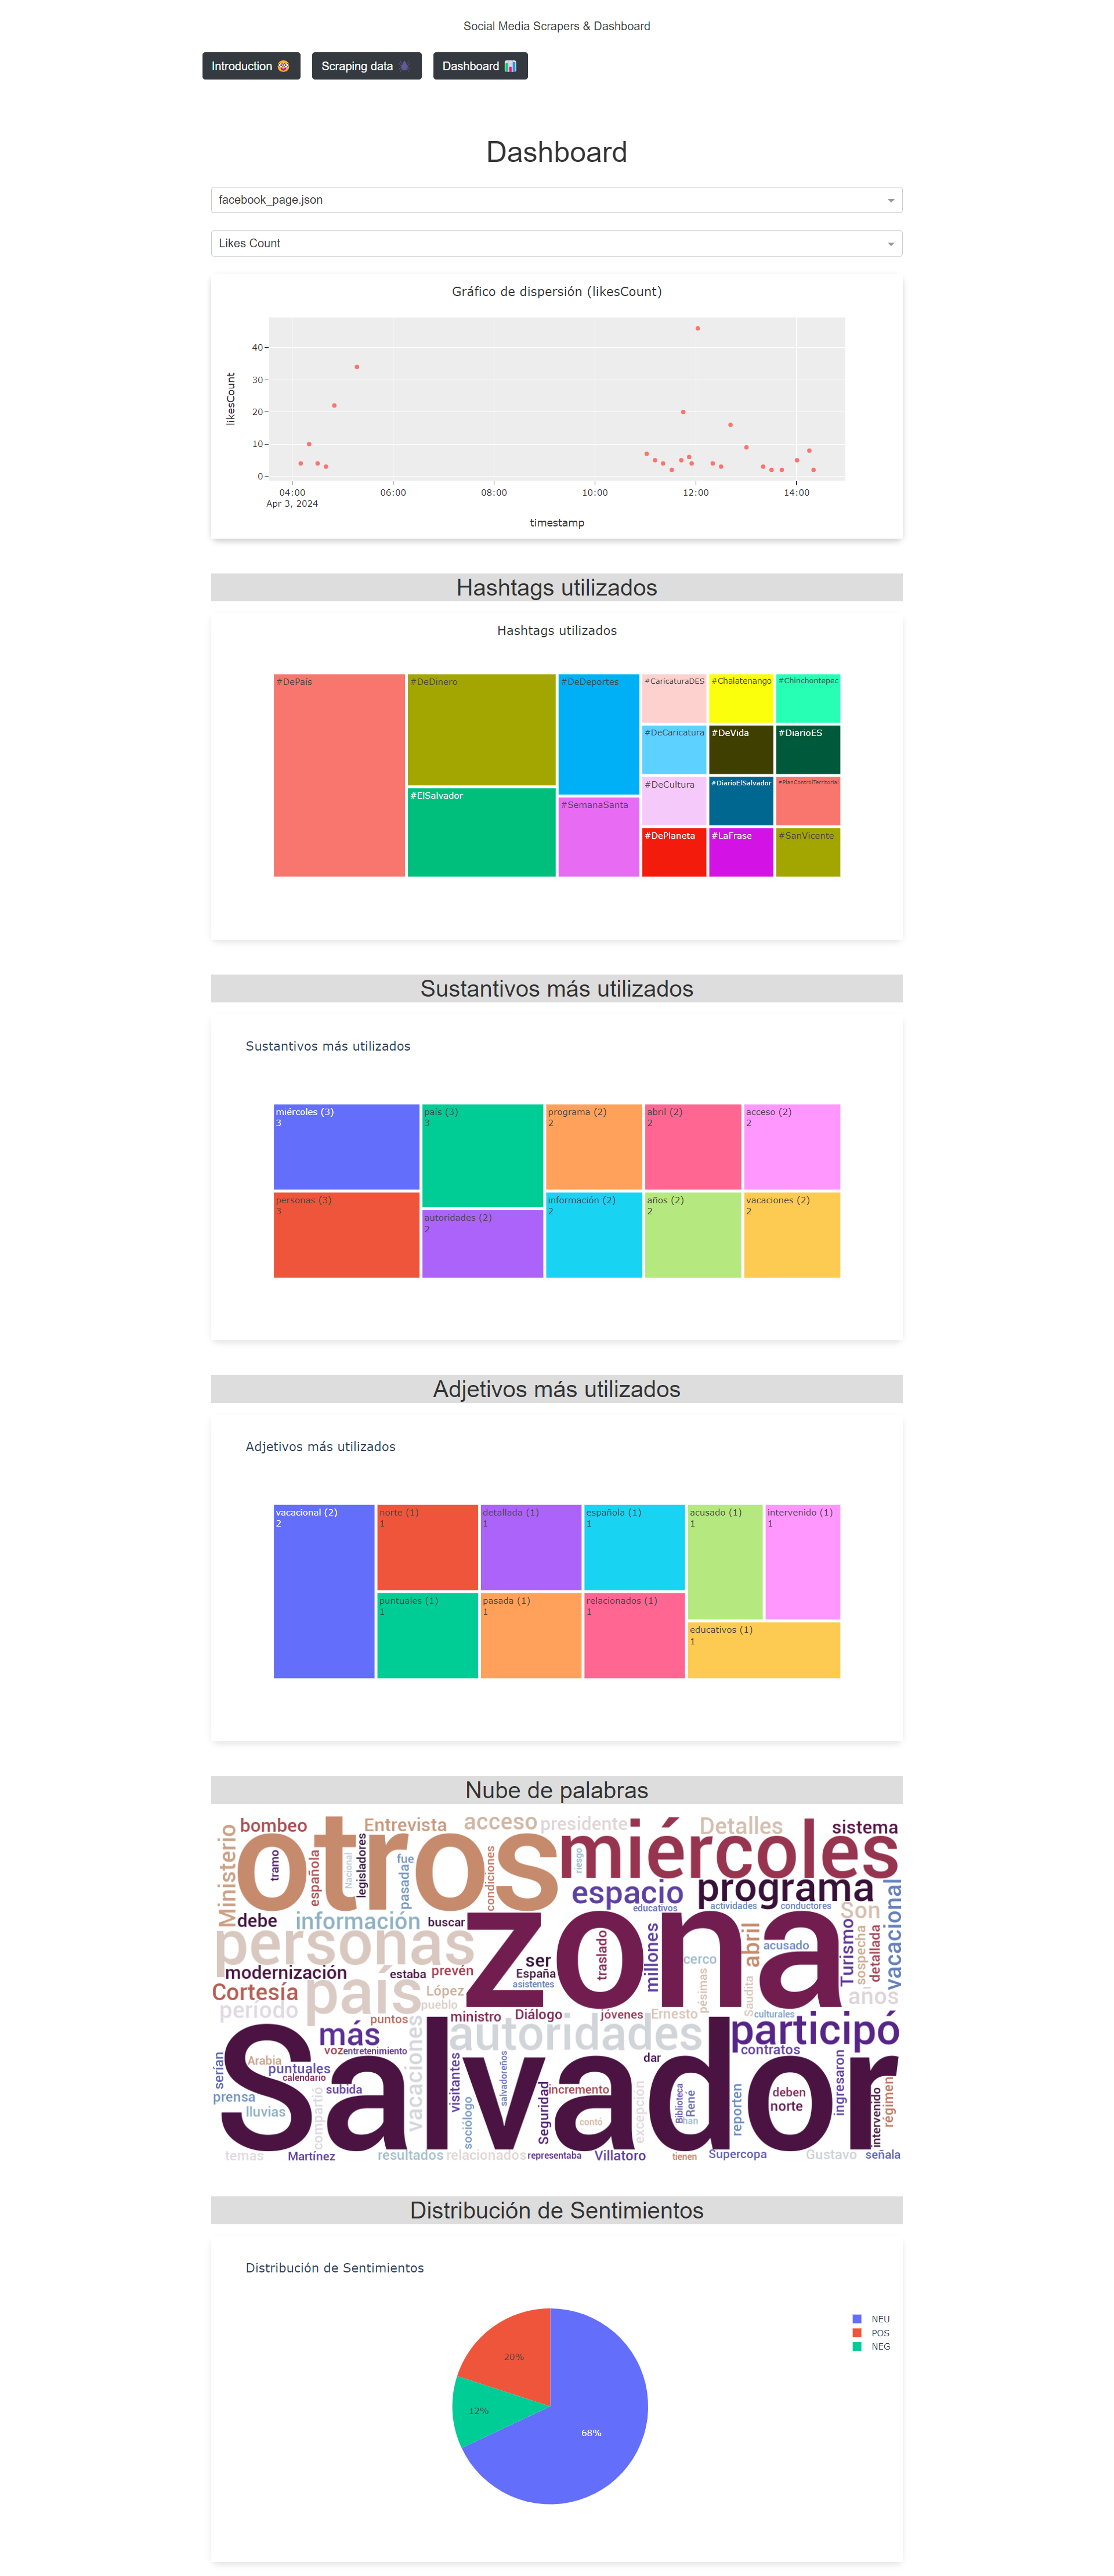 Social Media Scrapers & Dashboard
Introduction 🤡
Scraping data 🕷
Dashboard 📊
Dashboard
facebook_page.json
Likes Count
Gráfico de dispersión (likesCount)
likesCount
40
30
20
10
0
04:00 06:00 08:00 10:00 12:00 14:00
Apr 3, 2024
timestamp
Hashtags utilizados
Hashtags utilizados
#DePaís #DeDinero #DeDeportes #CaricaturaDES #Chalatenango #Chinchontepec
#DeCaricatura #DeVida #DiarioES
#DeCultura #DiarioElSalvador #PlanControlTerritorial
#ElSalvador #SemanaSanta
#DePlaneta #LaFrase #SanVicente
Sustantivos más utilizados
Sustantivos más utilizados
miércoles (3)
3
país (3)
3
programa (2)
2
abril (2)
2
acceso (2)
2
personas (3)
3
autoridades (2)
2
información (2)
2
años (2)
2
vacaciones (2)
2
Adjetivos más utilizados
Adjetivos más utilizados
vacacional (2)
2
norte (1)
1
detallada (1)
1
española (1)
1
acusado (1)
1
intervenido (1)
1
puntuales (1)
1
pasada (1)
1
relacionados (1)
1
educativos (1)
1
Nube de palabras
Ministerio
bombeo
otros
Entrevista
acceso
presidente
miércoles
Detalles
sistema
tramo
española
Nacional
legisladores
fue
pasada
condiciones
riesgo
espacio
programa
educativos
actividades
conductores
Son
vacacional
debe
información
buscar
zona
personas
ser
España
asistentes
traslado
millones
cerco
abril
acusado
Turismo
sospecha
detallada
modernización
estaba
prevén
Cortesía
país
López
pueblo
pésimas
Saudita
años
período
puntos
ministro
Diálogo
jóvenes
Ernesto
culturales
más
vacaciones
autoridades
participó
serían
Arabia
voz
entretenimiento
puntuales
calendario
visitantes
salvadoreños
dar
contratos
ingresaron
Salvador
prensa
subida
lluvias
compartió
sociólogo
Seguridad
incremento
contó
excepción
Biblioteca
René
han
reporten
deben
norte
intervenido
régimen
temas
Martínez
resultados
relacionados
representaba
Villatoro
tienen
Supercopa
Gustavo
señala
Distribución de Sentimientos
Distribución de Sentimientos
NEU
POS
NEG
20%
12%
68%